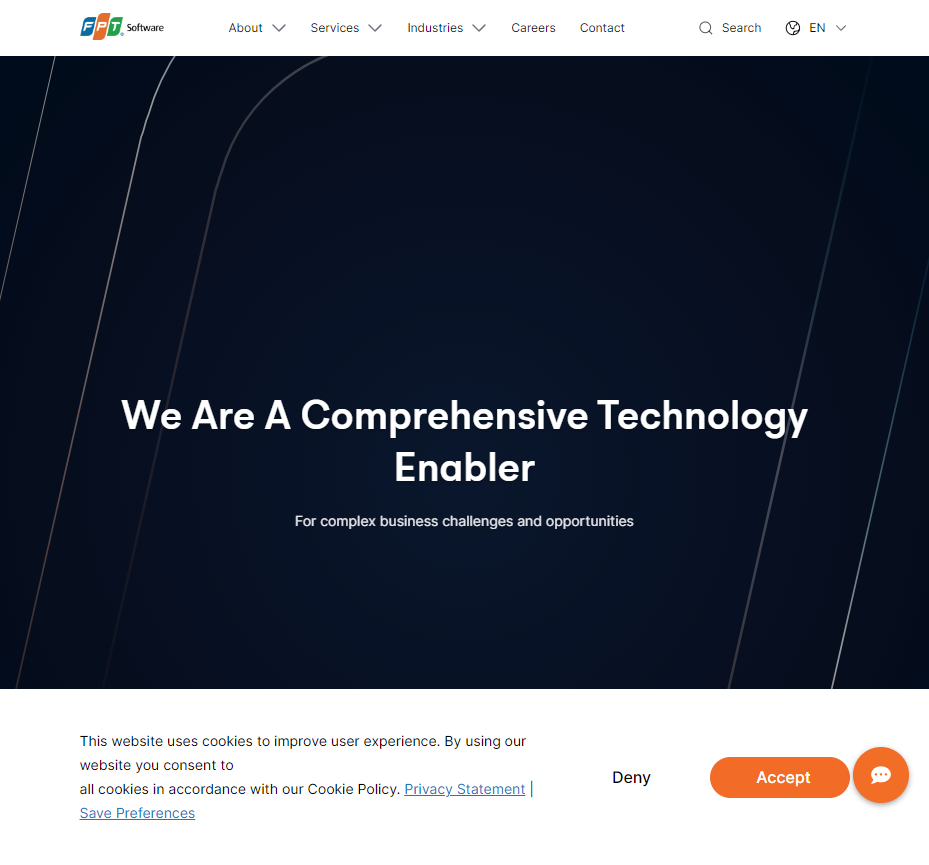 FPT Software
About Services Industries Careers Contact Search EN
We Are A Comprehensive Technology
Enabler
For complex business challenges and opportunities
This website uses cookies to improve user experience. By using our
website you consent to
all cookies in accordance with our Cookie Policy. Privacy Statement |
Save Preferences
Deny
Accept